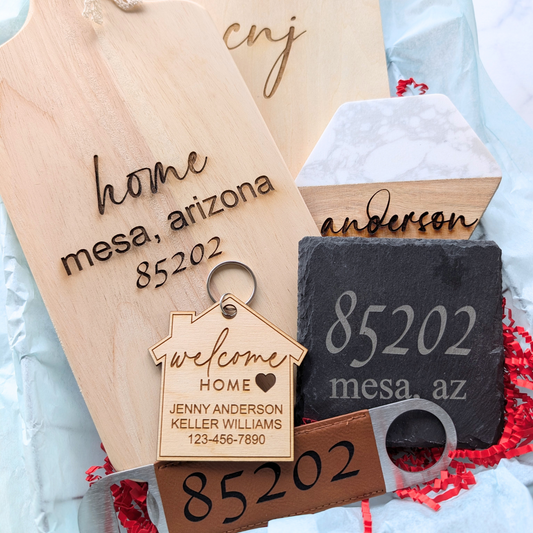 cnj
home
mesa, arizona
85202
anderson
85202
mesa, az
welcome
HOME
JENNY ANDERSON
KELLER WILLIAMS
123-456-7890
85202